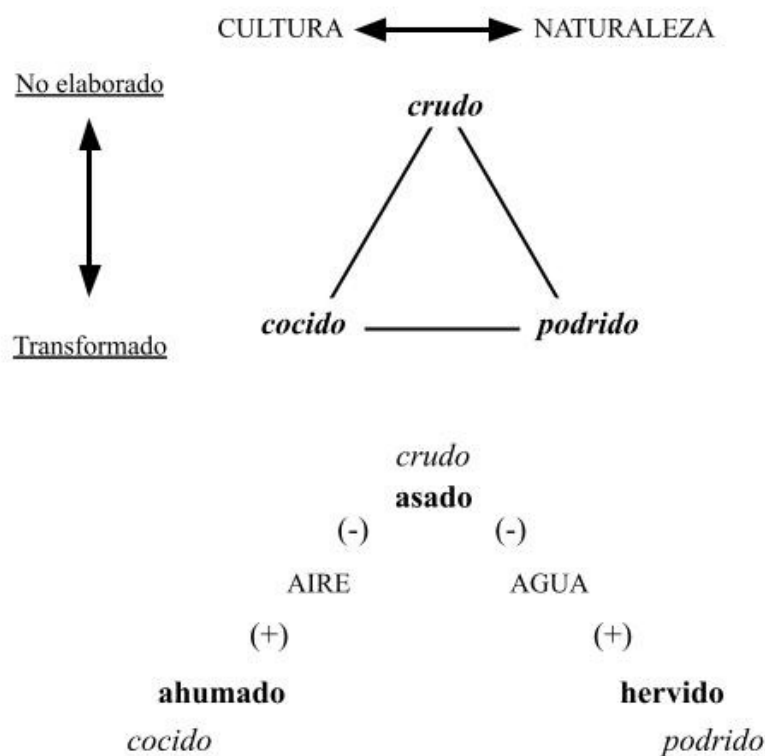 CULTURA NATURALEZA
No elaborado
crudo
cocido podrido
Transformado
crudo
asado
(-) (-)
AIRE AGUA
(+) (+)
ahumado hervido
cocido podrido